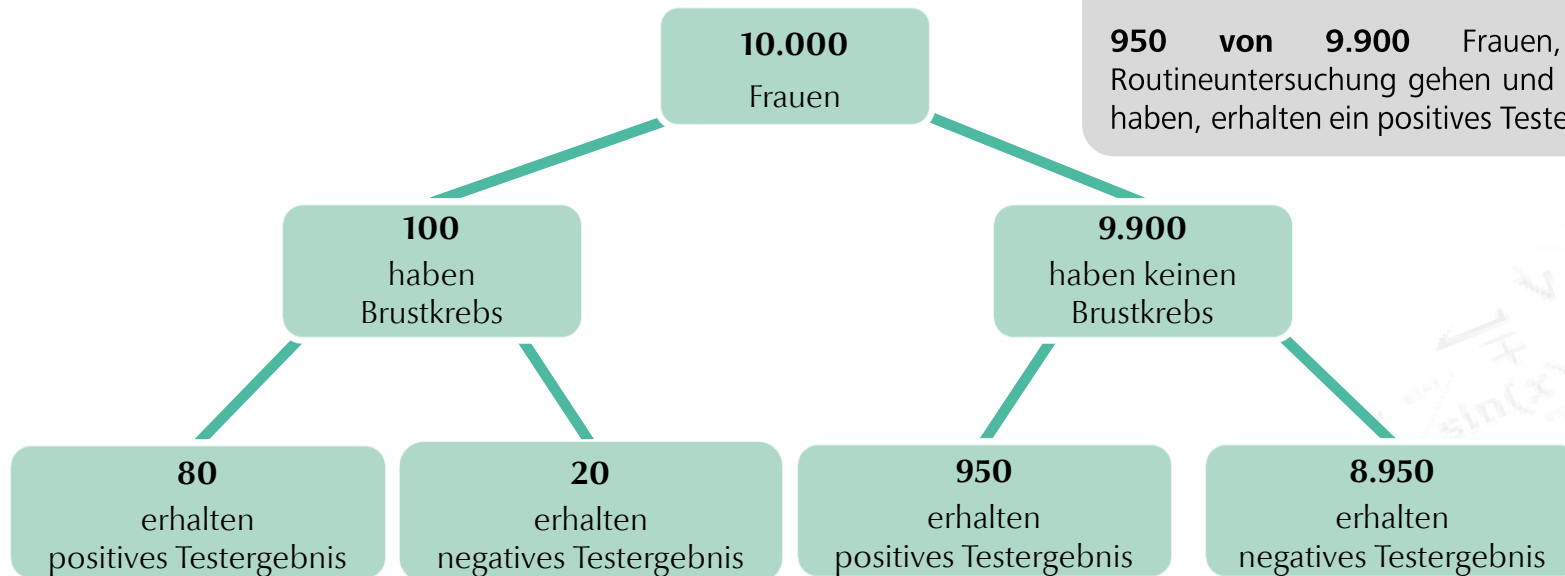 10.000
Frauen
950 von 9.900 Frauen,
Routineuntersuchung gehen und
haben, erhalten ein positives
100
haben
Brustkrebs
9.900
haben keinen
Brustkrebs
sin(x)
80
erhalten
positives Testergebnis
20
erhalten
negatives Testergebnis
950
erhalten
positives Testergebnis
8.950
erhalten
negatives Testergebnis